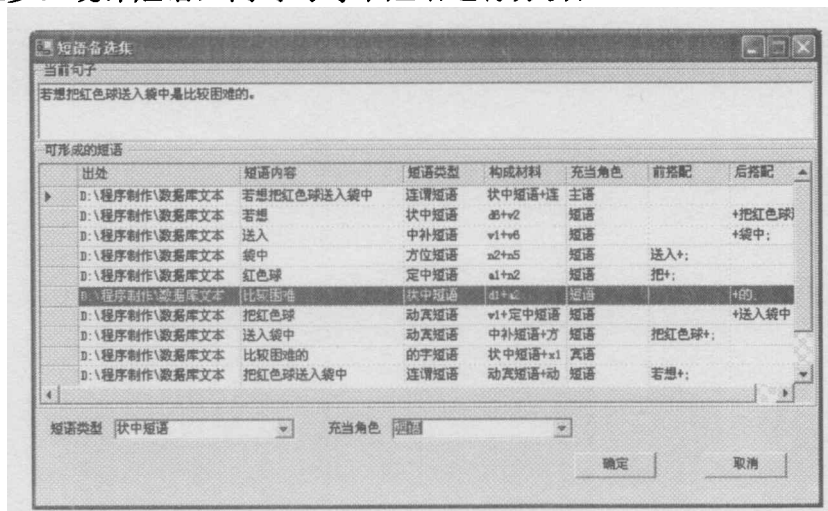 短语备选集
当前句子
若想把红色球送入袋中是比较困难的。
可形成的短语
出处 短语内容 短语类型 构成材料 充当角色 前搭配 后搭配
D:\程序制作\数据库文本 若想把红色球送入袋中 连谓短语 状中短语+连 主语
D:\程序制作\数据库文本 若想 状中短语 d6+v2 短语 +把红色球
D:\程序制作\数据库文本 送入 中补短语 v1+v6 短语 +袋中;
D:\程序制作\数据库文本 袋中 方位短语 n2+n5 短语 送入+;
D:\程序制作\数据库文本 红色球 定中短语 a1+n2 短语 把+;
D:\程序制作\数据库文本 比较困难 状中短语 短语 +的;
D:\程序制作\数据库文本 把红色球 动宾短语 v1+定中短语 短语 +送入袋中
D:\程序制作\数据库文本 送入袋中 动宾短语 中补短语+方 短语 把红色球+;
D:\程序制作\数据库文本 比较困难的 的字短语 状中短语+x1 宾语
D:\程序制作\数据库文本 把红色球送入袋中 连谓短语 动宾短语+动 短语 若想+;
短语类型 状中短语 充当角色 短语
确定 取消